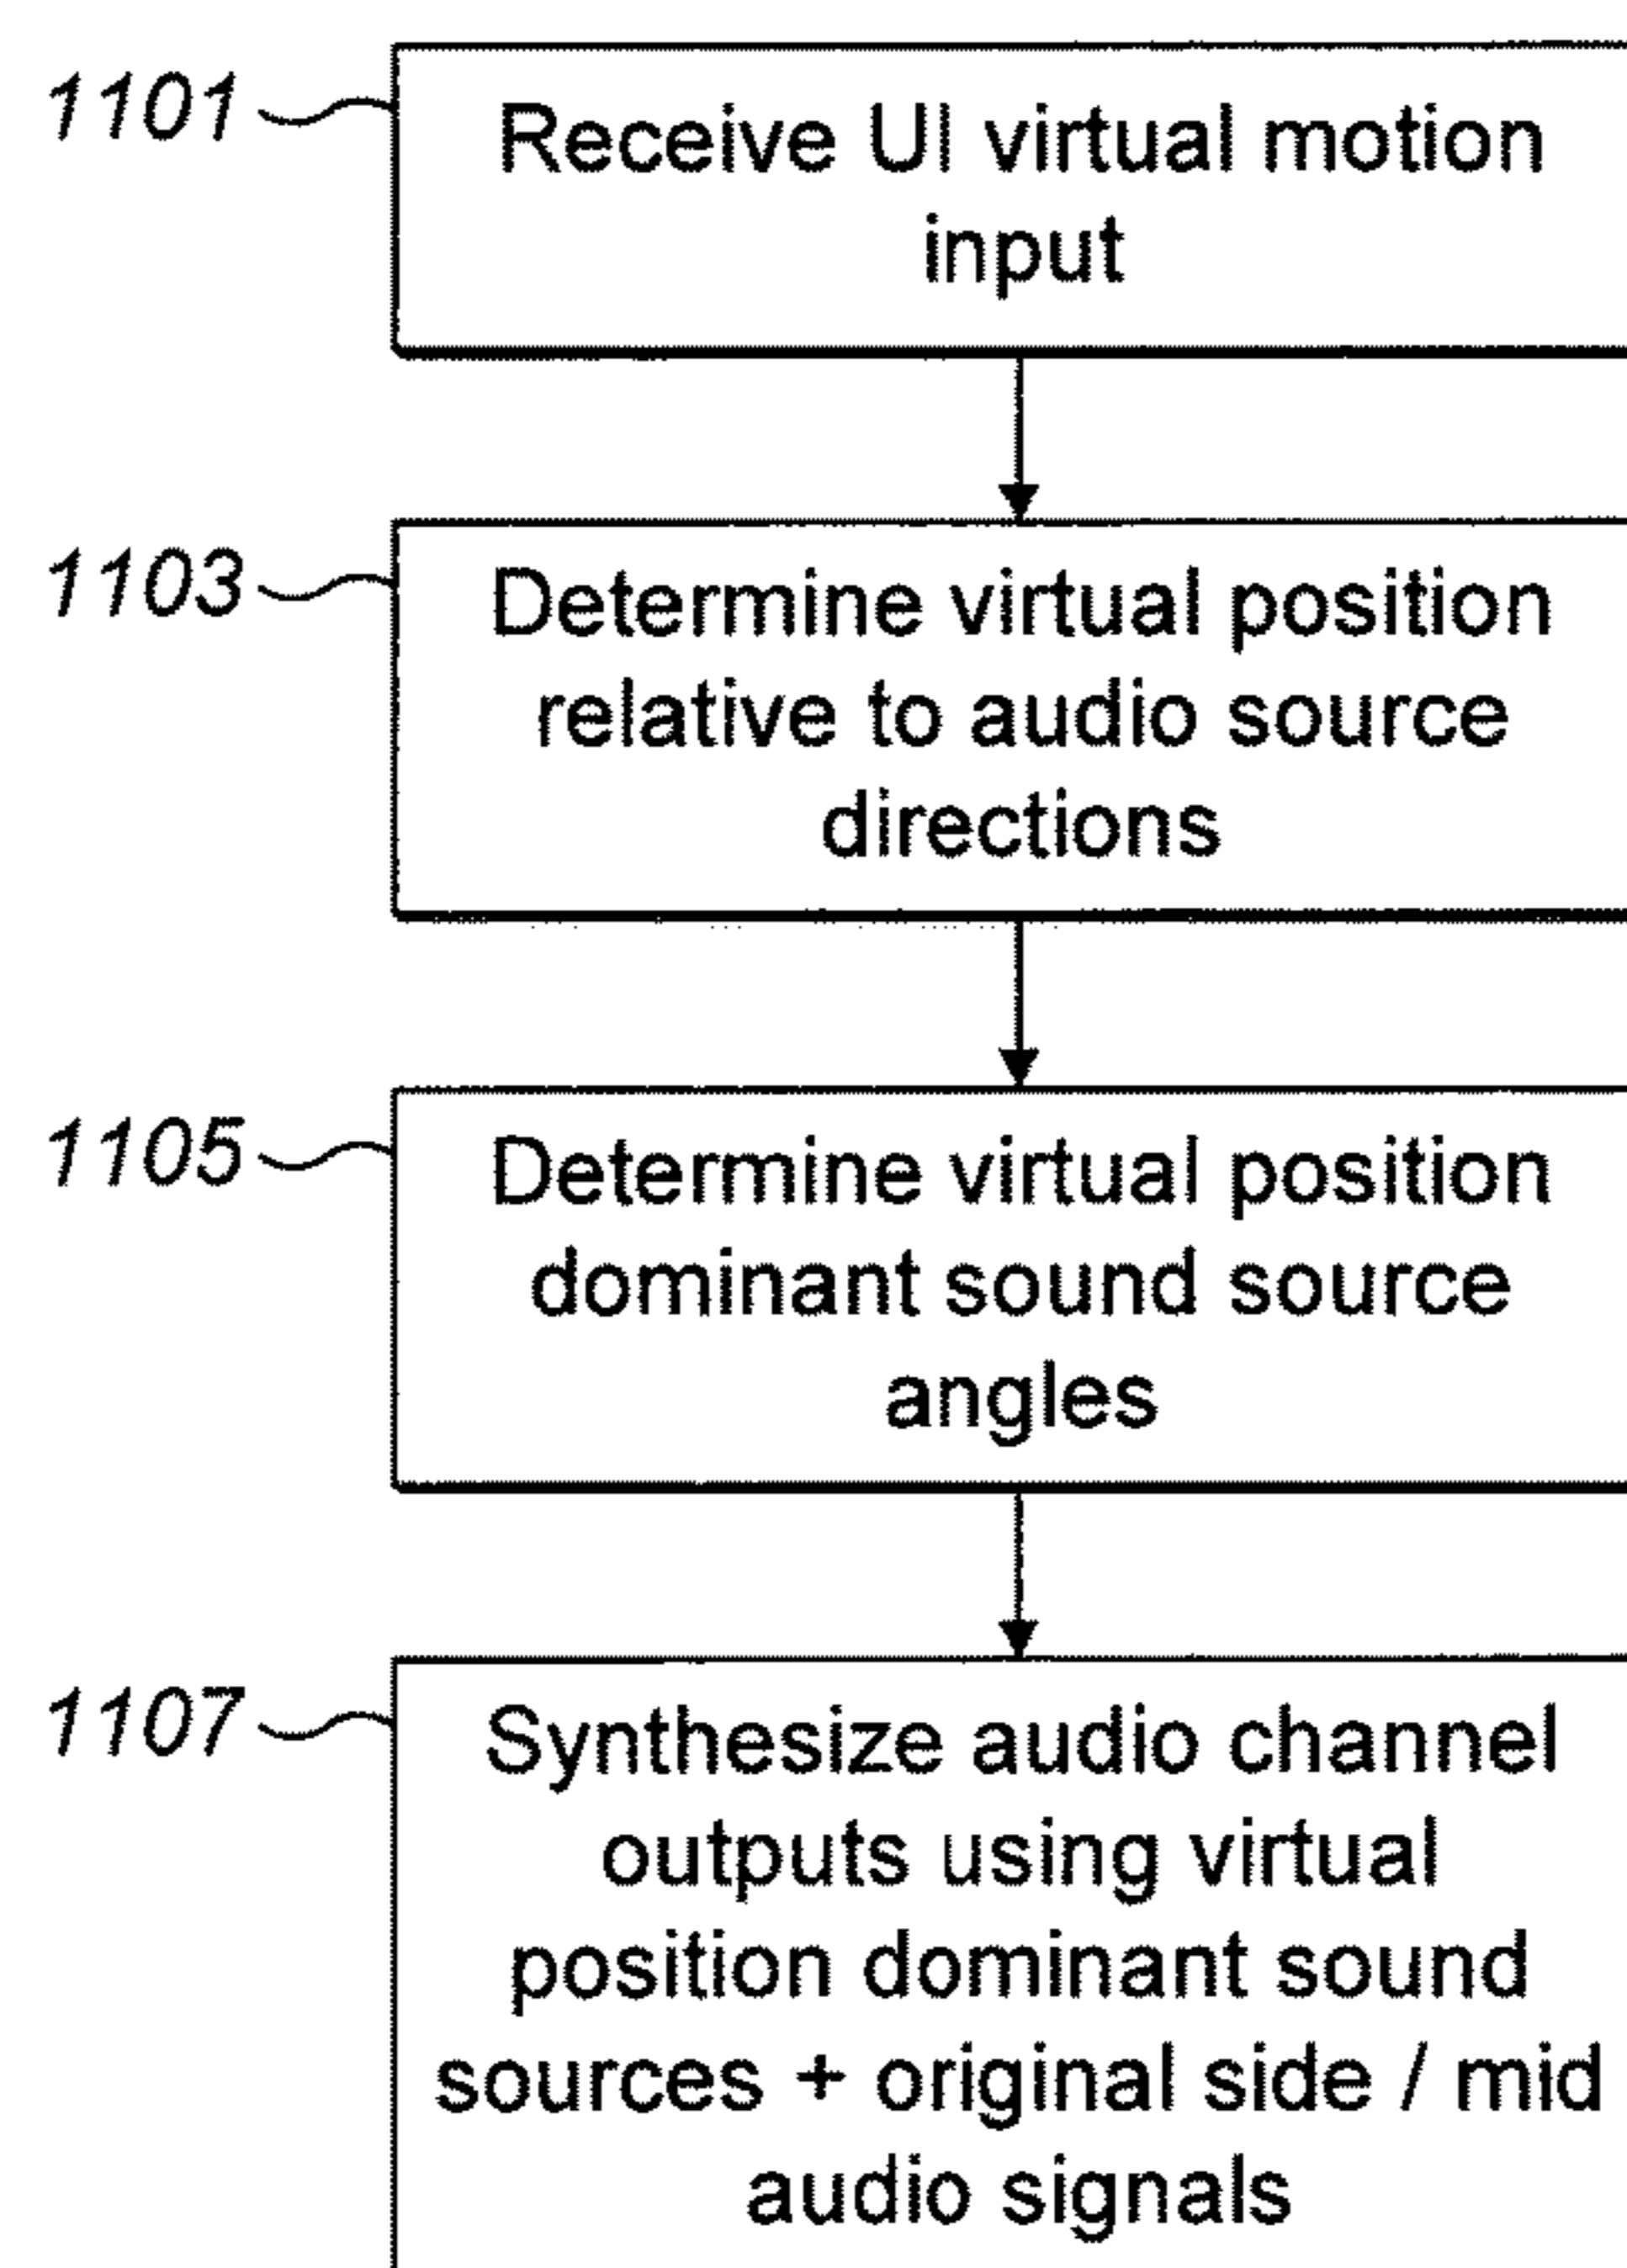 1101
Receive UI virtual motion
input
1103
Determine virtual position
relative to audio source
directions
1105
Determine virtual position
dominant sound source
angles
1107
Synthesize audio channel
outputs using virtual
position dominant sound
sources + original side / mid
audio signals